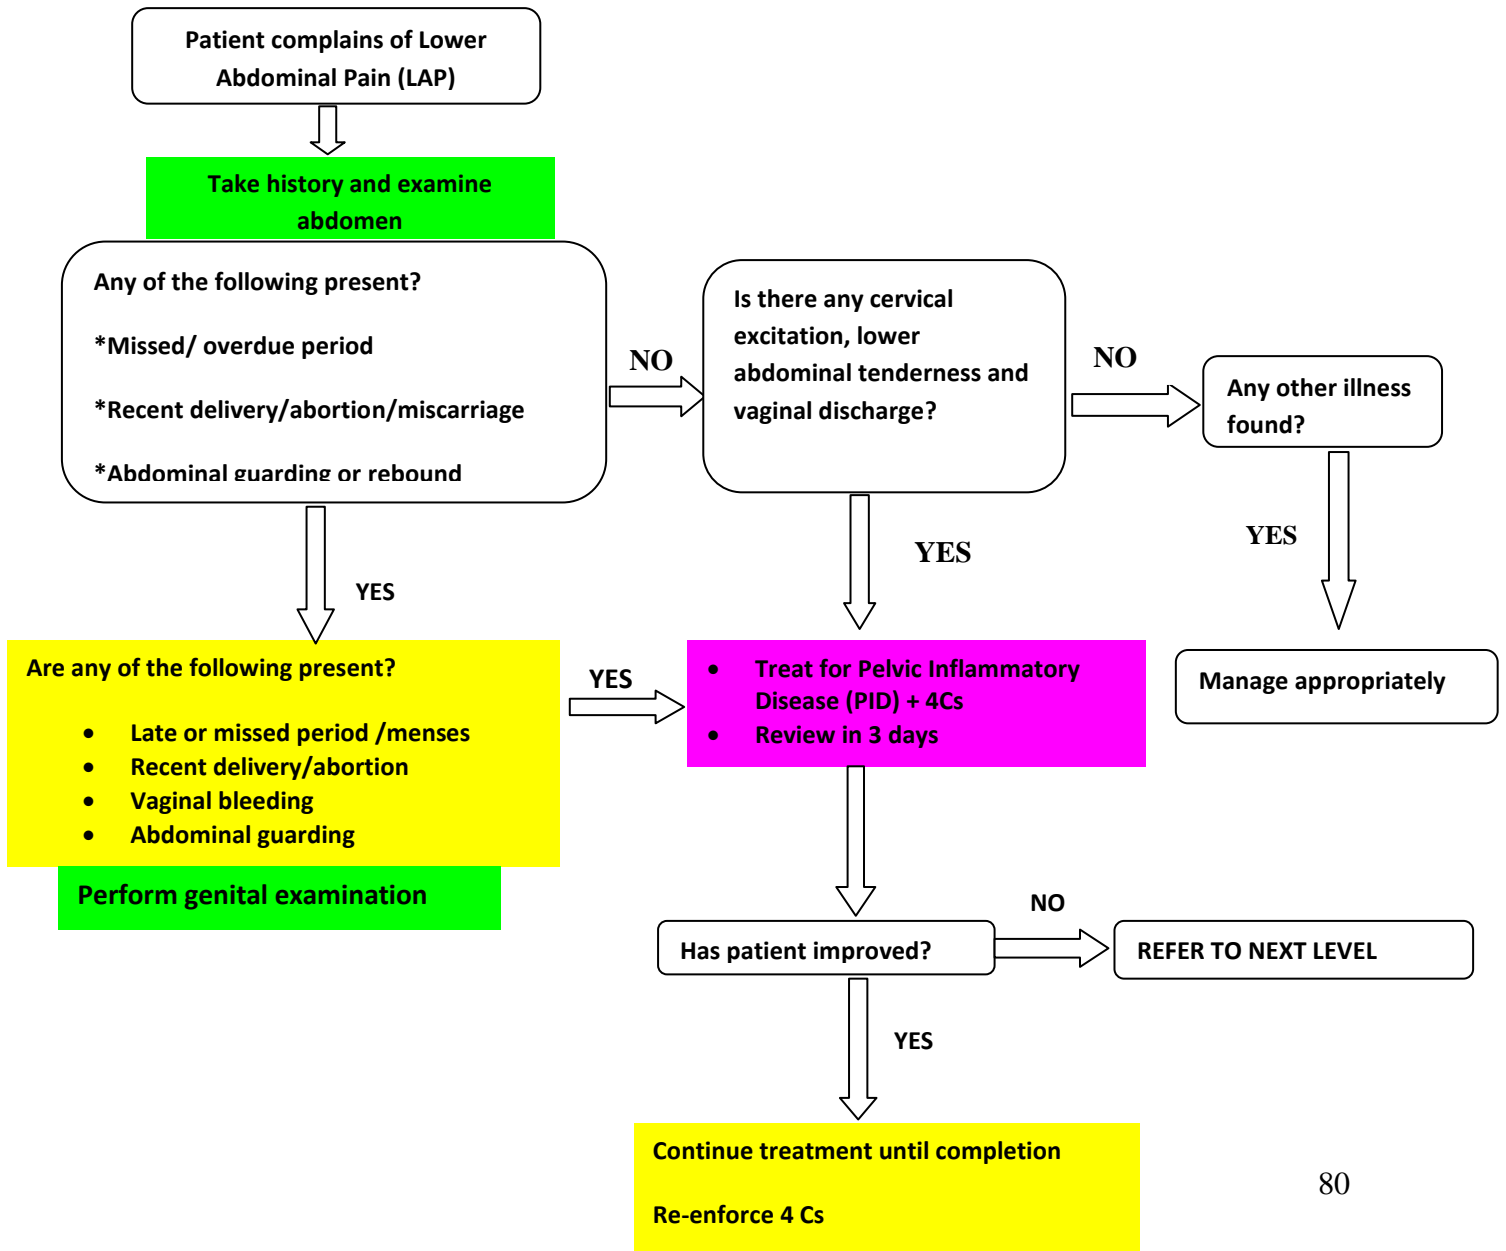 Patient complains of Lower
Abdominal Pain (LAP)
Take history and examine
abdomen
Any of the following present?
*Missed/ overdue period
*Recent delivery/abortion/miscarriage
*Abdominal guarding or rebound
NO
Is there any cervical
excitation, lower
abdominal tenderness and
vaginal discharge?
NO
Any other illness
found?
YES
YES
YES
Are any of the following present?
• Late or missed period /menses
• Recent delivery/abortion
• Vaginal bleeding
• Abdominal guarding
Perform genital examination
YES
• Treat for Pelvic Inflammatory
Disease (PID) + 4Cs
• Review in 3 days
Manage appropriately
Has patient improved?
NO
REFER TO NEXT LEVEL
YES
Continue treatment until completion
Re-enforce 4 Cs
80